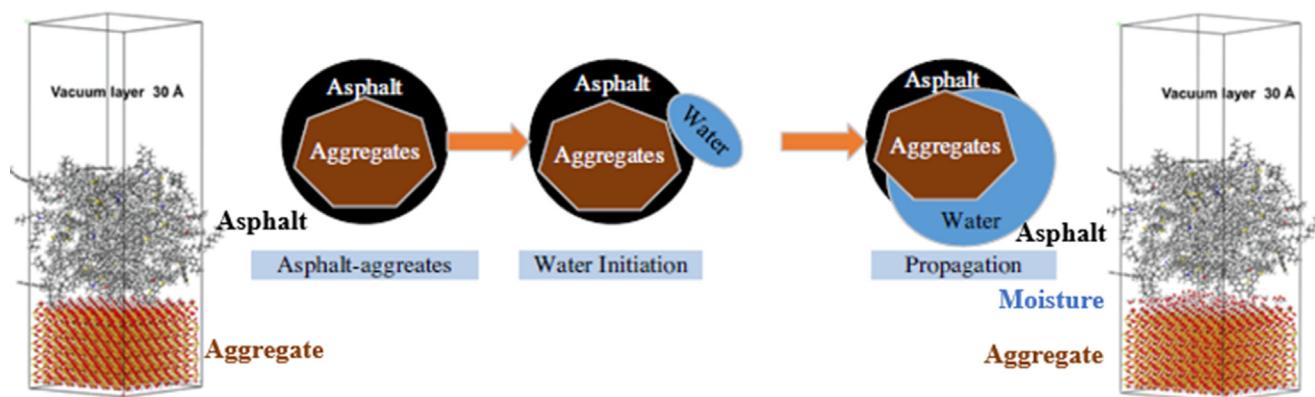 Vacuum layer 30 Å
Asphalt
Aggregate
Asphalt
Aggregates
Asphalt-aggreates
Asphalt
Aggregates
Water
Water Initiation
Asphalt
Aggregates
Water
Propagation
Vacuum layer 30 Å
Asphalt
Moisture
Aggregate